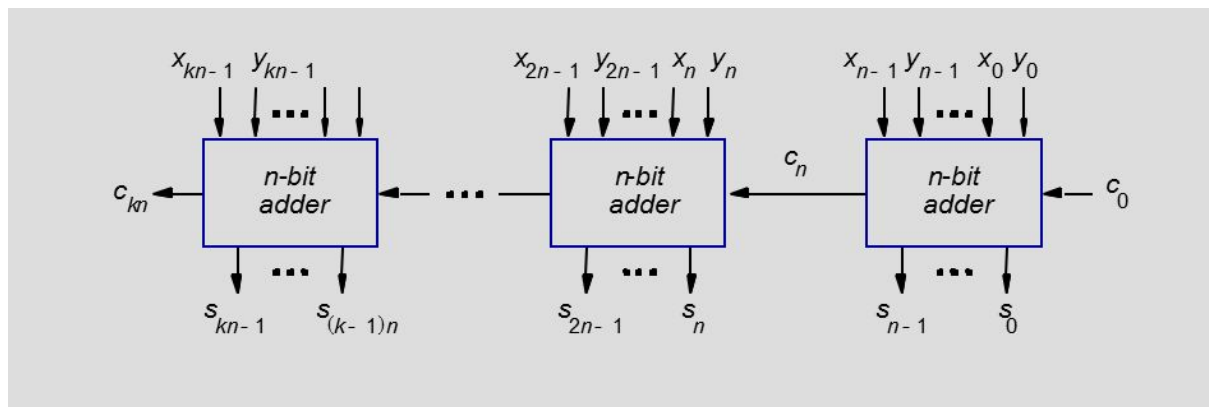 x_{kn-1} y_{kn-1} x_{2n-1} y_{2n-1} x_n y_n x_{n-1} y_{n-1} x_0 y_0
n-bit adder
n-bit adder
n-bit adder
c_{kn} c_n c_0
s_{kn-1} s_{(k-1)n} s_{2n-1} s_n s_{n-1} s_0